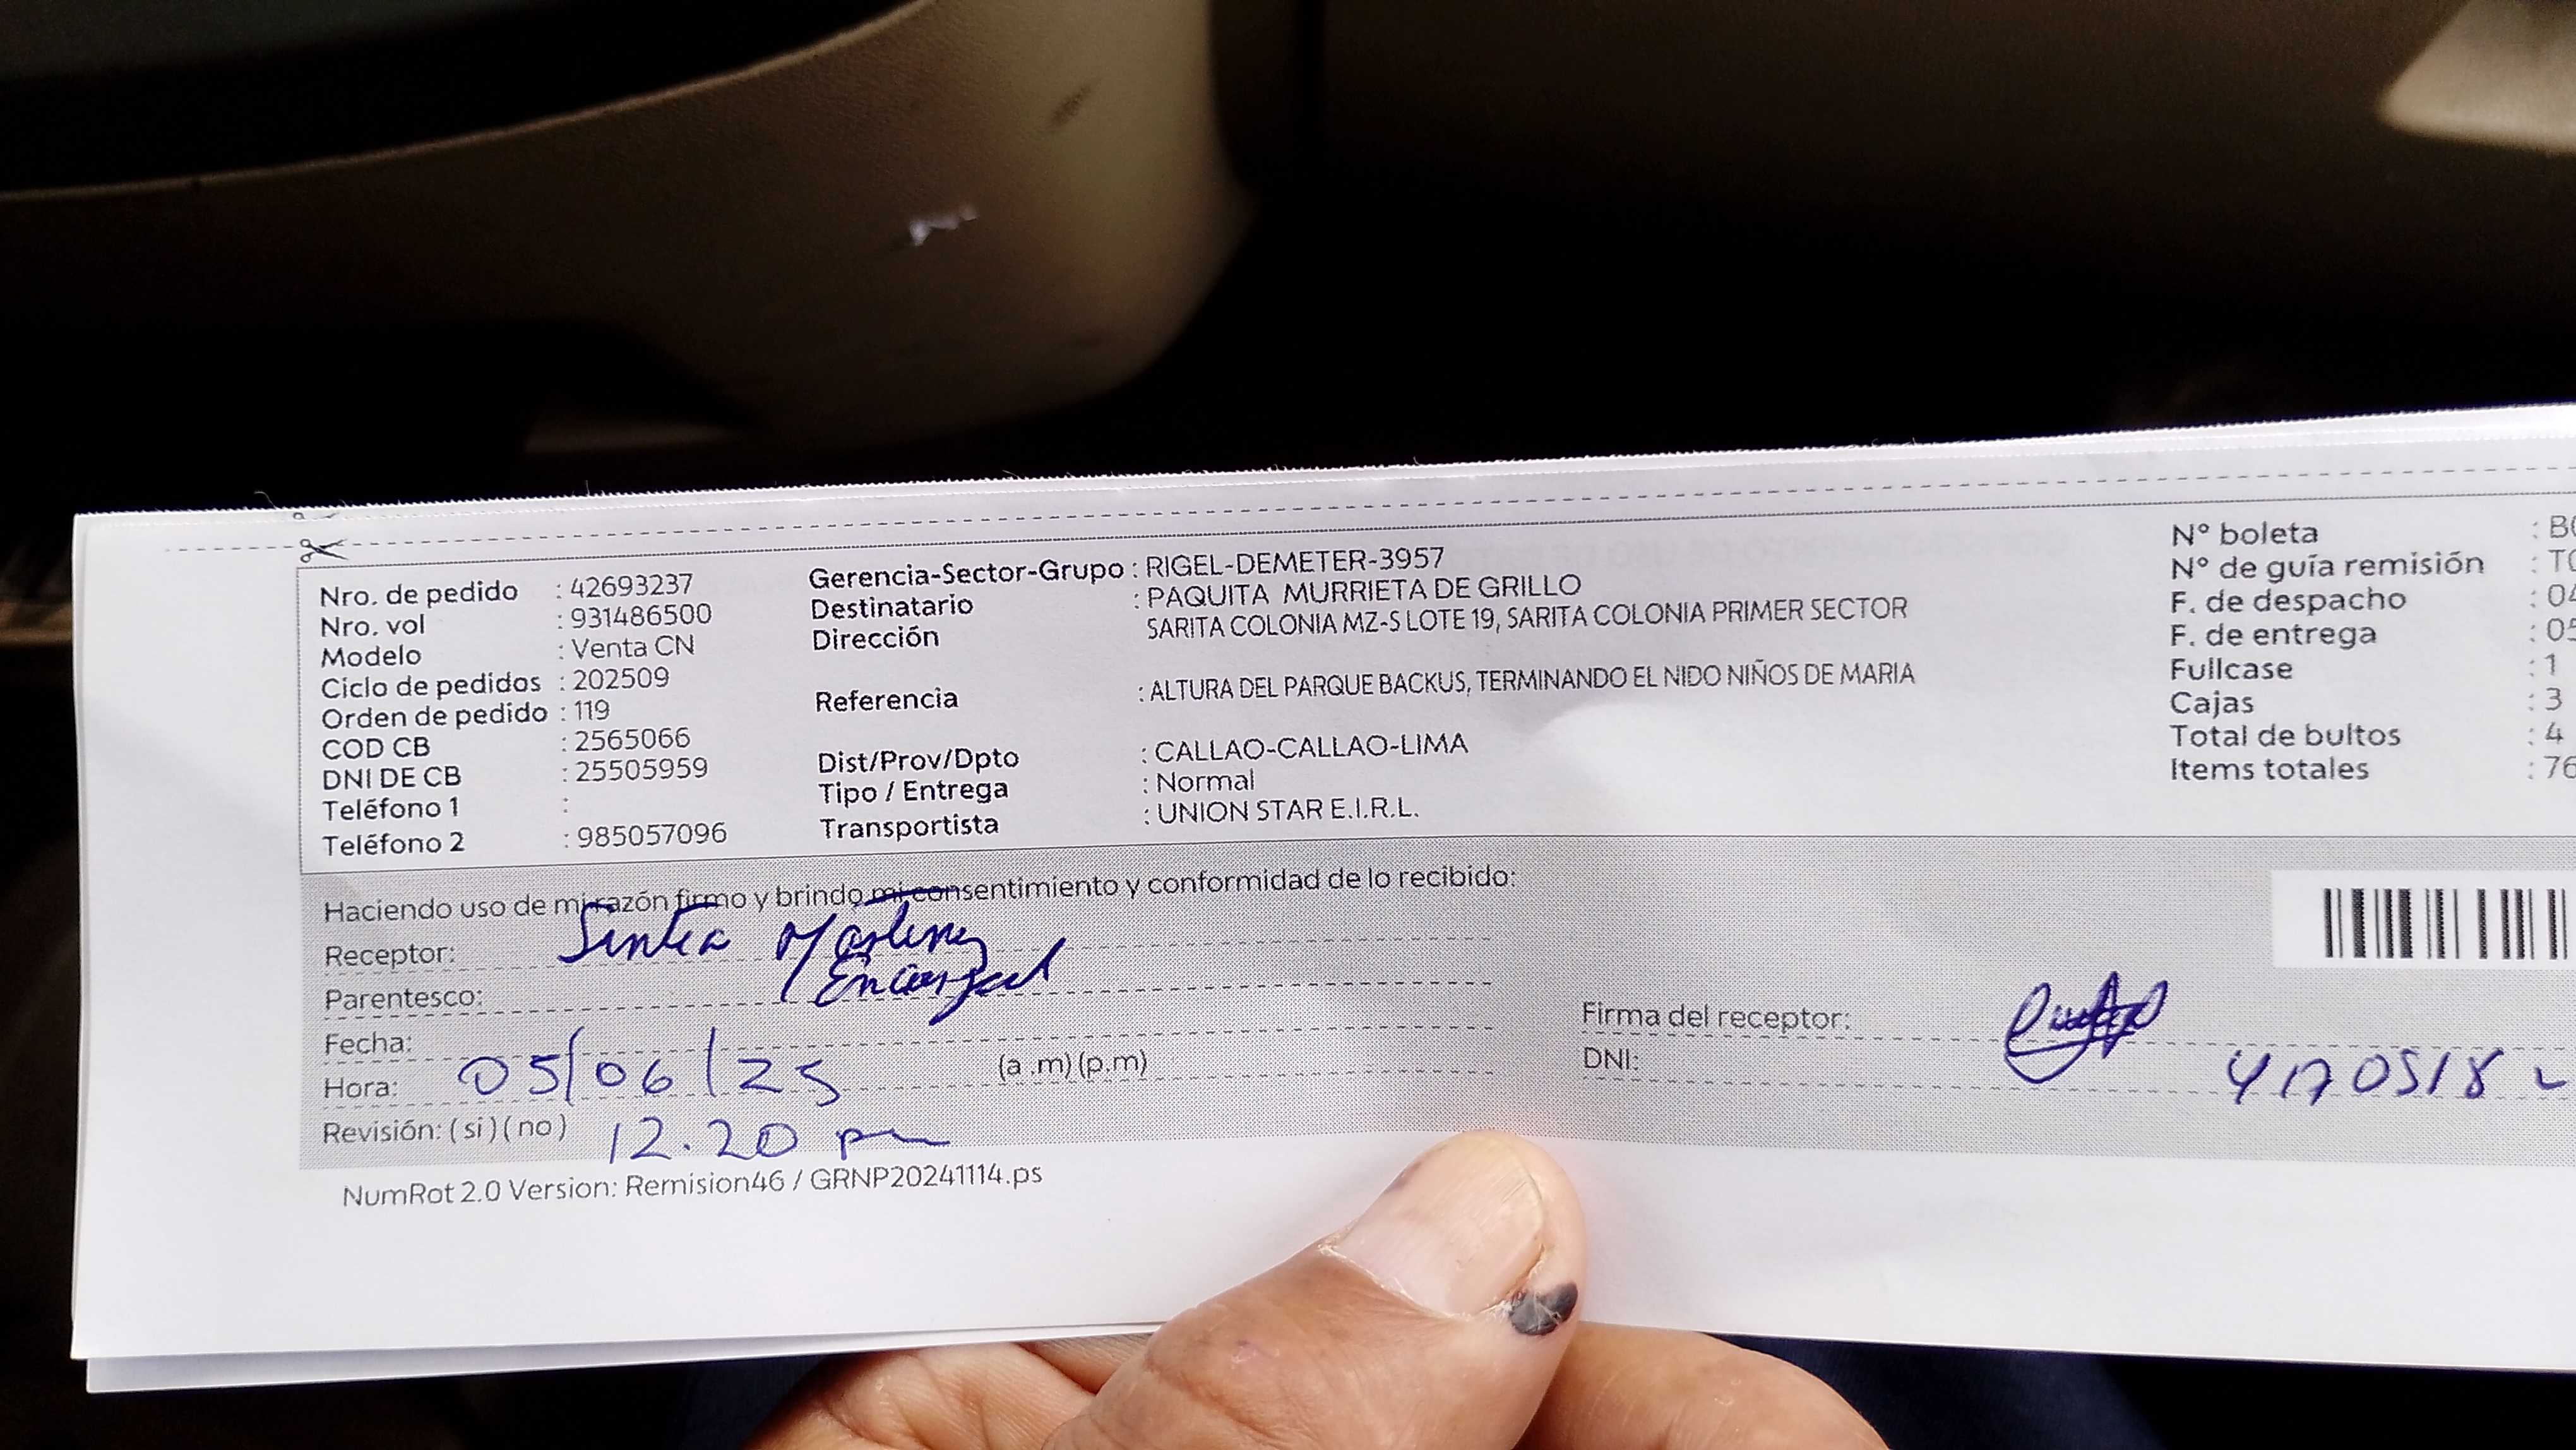 Nro. de pedido : 42693237
Nro. vol : 931486500
Modelo : Venta CN
Ciclo de pedidos : 202509
Orden de pedido : 119
COD CB : 2565066
DNI DE CB : 25505959
Teléfono 1 :
Teléfono 2 : 985057096
Gerencia-Sector-Grupo : RIGEL-DEMETER-3957
Destinatario : PAQUITA MURRIETA DE GRILLO
Dirección SARITA COLONIA MZ-S LOTE 19, SARITA COLONIA PRIMER SECTOR
Referencia : ALTURA DEL PARQUE BACKUS, TERMINANDO EL NIDO NIÑOS DE MARIA
Dist/Prov/Dpto : CALLAO-CALLAO-LIMA
Tipo / Entrega : Normal
Transportista : UNION STAR E.I.R.L.
N° boleta : B
N° de guía remisión : T
F. de despacho : 04
F. de entrega : 05
Fullcase : 1
Cajas : 3
Total de bultos : 4
Items totales : 76
Haciendo uso de mi razón firmo y brindo mi consentimiento y conformidad de lo recibido:
Receptor: Sintia Martinez
Parentesco: Encargad
Fecha: 05/06/25
Hora: (a .m) (p.m)
12.20 pm
Revisión: ( si ) ( no )
Firma del receptor:
DNI: 4170518
NumRot 2.0 Version: Remision46 / GRNP20241114.ps